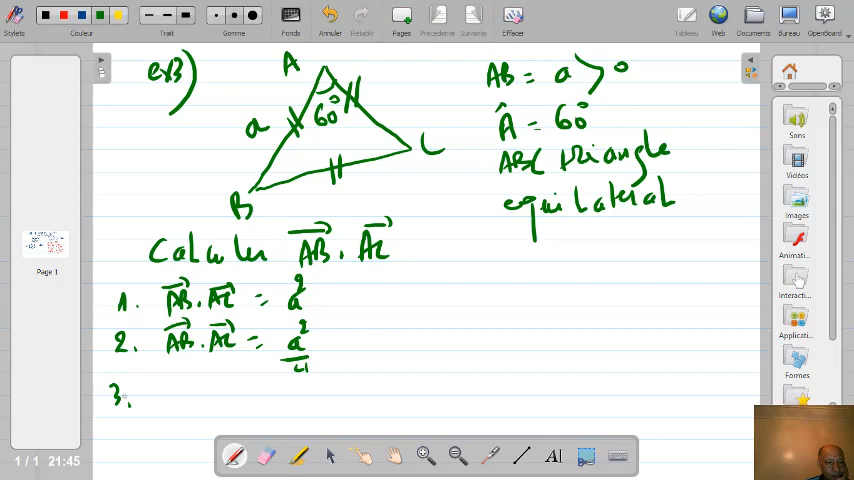 Stylets
Couleur
Gomme
Fonds
Annuler
Rétablir
Pages
Précédente
Suivante
Effacer
Tableau
Web
Documents
Bureau
OpenBoard
ex3)
A
60°
a
B
C
AB = a > 0
Â = 60°
ABC triangle
equilateral
Calculer AB . AC
1. AB . AC = a²
2. AB . AC = a²/4
3.
Page 1
Sons
Vidéos
Images
Animati...
Interacti...
Applicati...
Formes
1 / 1 21:45